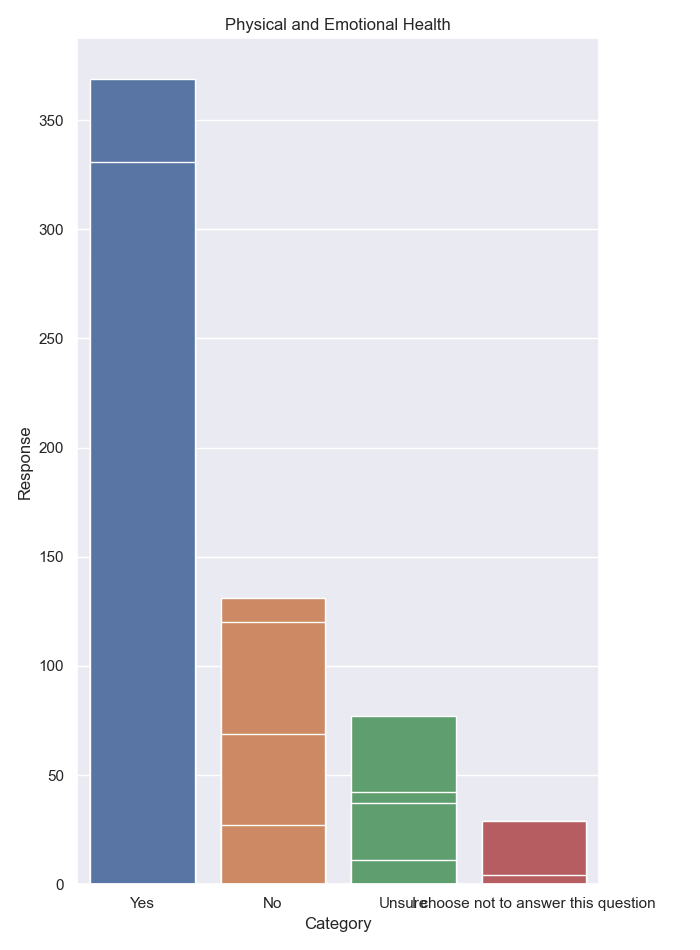 Physical and Emotional Health
350
300
250
200
150
100
50
0
Response
Yes
No
Unsure
I choose not to answer this question
Category